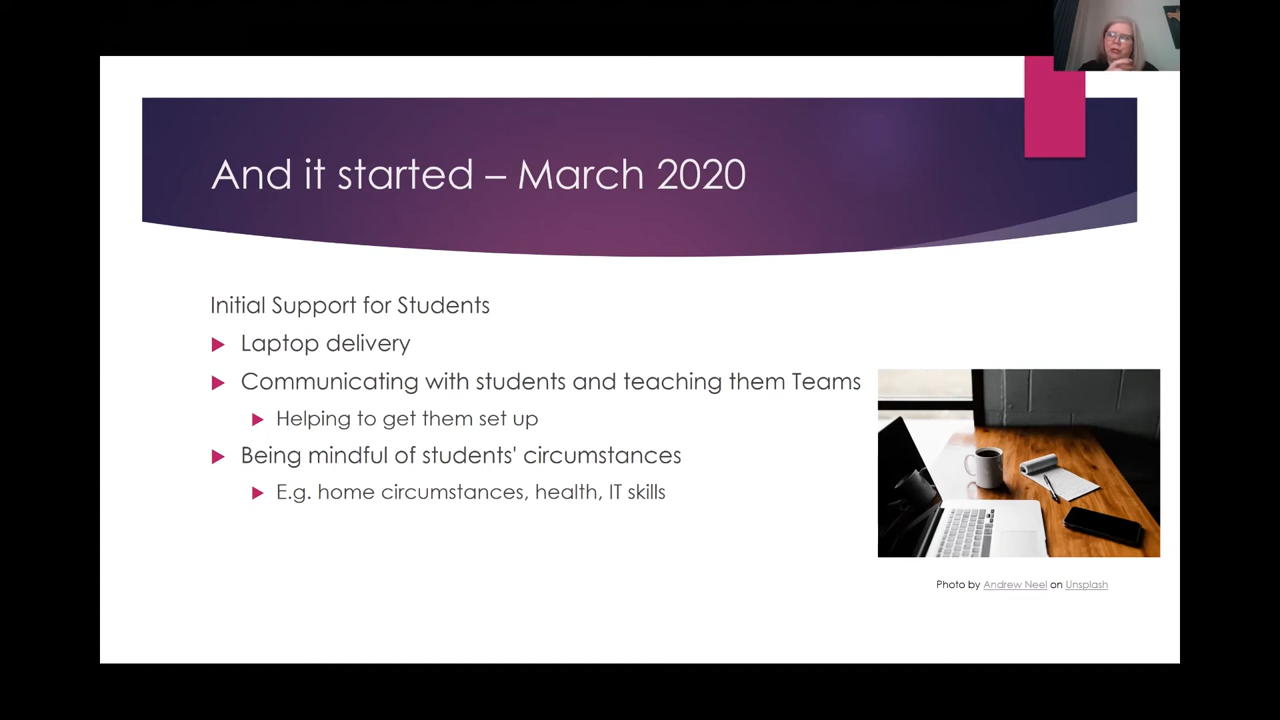 And it started – March 2020
Initial Support for Students
Laptop delivery
Communicating with students and teaching them Teams
Helping to get them set up
Being mindful of students' circumstances
E.g. home circumstances, health, IT skills
Photo by Andrew Neel on Unsplash